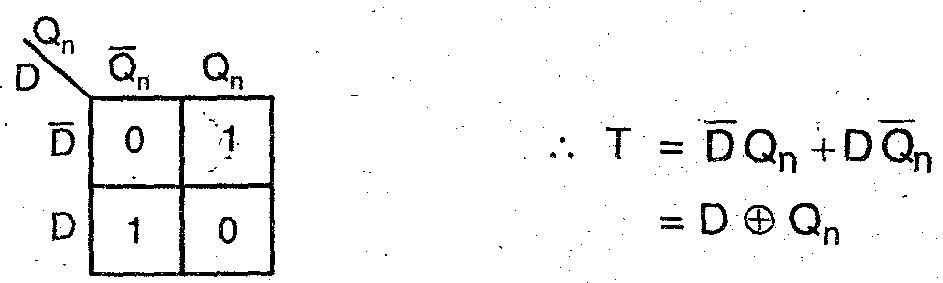 Qₙ
D
Q̅ₙ Qₙ
D̅ 0 1
D 1 0
∴ T = D̅ Qₙ + D Q̅ₙ
= D ⊕ Qₙ